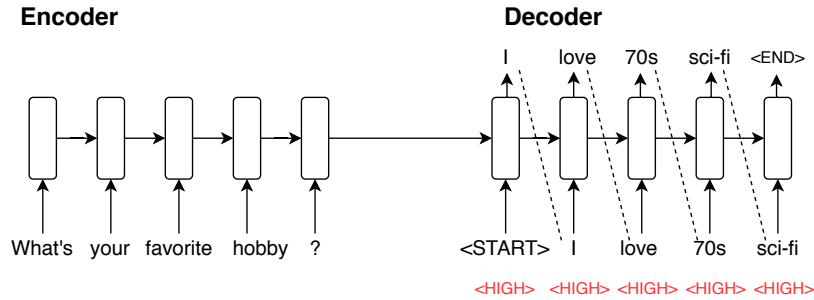 Encoder Decoder
I love 70s sci-fi <END>
What's your favorite hobby ? <START> I love 70s sci-fi
<HIGH> <HIGH> <HIGH> <HIGH> <HIGH>